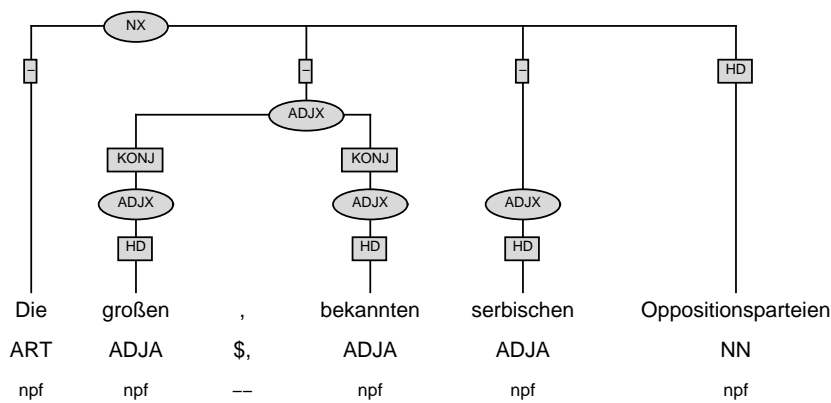 NX
– – – HD
ADJX
KONJ KONJ
ADJX ADJX ADJX
HD HD HD
Die großen , bekannten serbischen Oppositionsparteien
ART ADJA $, ADJA ADJA NN
npf npf −− npf npf npf